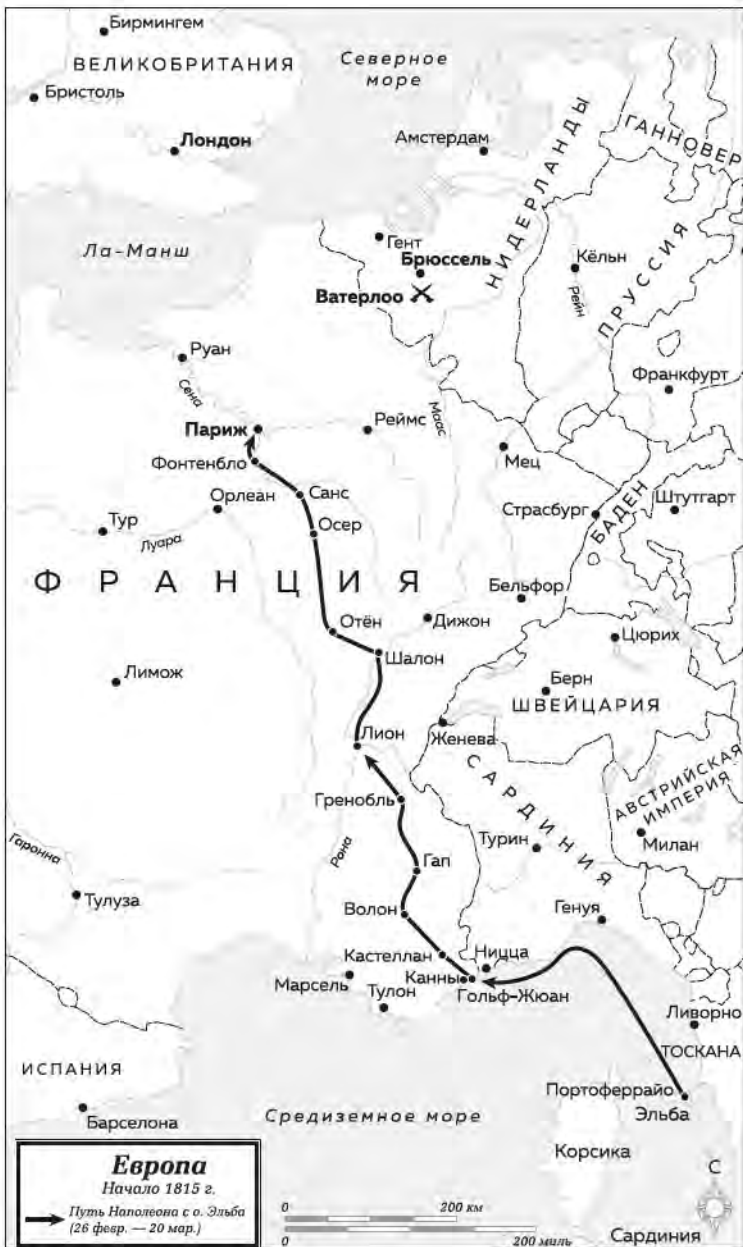 Бирмингем
ВЕЛИКОБРИТАНИЯ
Северное
море
Бристоль
Лондон
Амстердам
НИДЕРЛАНДЫ
ГАННОВЕР
ПРУССИЯ
Ла-Манш
Гент
Брюссель
Кёльн
Ватерлоо
Рейн
Руан
Сена
Франкфурт
Париж
Реймс
Маас
Мец
Фонтенбло
Санс
Орлеан
Страсбург
БАДЕН
Штутгарт
Тур
Луара
Осер
ФРАНЦИЯ
Бельфор
Отён
Дижон
Цюрих
Шалон
Лимож
Берн
ШВЕЙЦАРИЯ
Лион
Женева
САРДИНИЯ
АВСТРИЙСКАЯ
ИМПЕРИЯ
Гренобль
Гаронна
Рона
Турин
Милан
Гап
Тулуза
Волон
Генуя
Кастеллан
Ницца
Марсель
Канны
Гольф-Жюан
Тулон
Ливорно
ТОСКАНА
ИСПАНИЯ
Портоферрайо
Эльба
Барселона
Средиземное море
Корсика
Европа
Начало 1815 г.
Путь Наполеона с о. Эльба
(26 февр. — 20 мар.)
0 200 км
0 200 миль
С
Сардиния